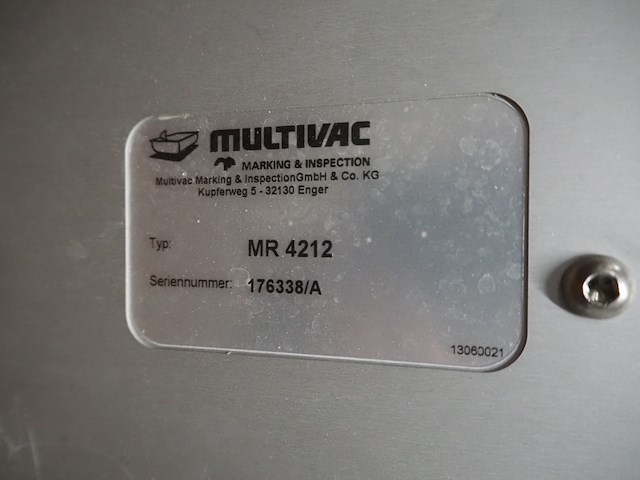 MULTIVAC
MARKING & INSPECTION
Multivac Marking & InspectionGmbH & Co. KG
Kupferweg 5 - 32130 Enger
Typ: MR 4212
Seriennummer: 176338/A
13060021